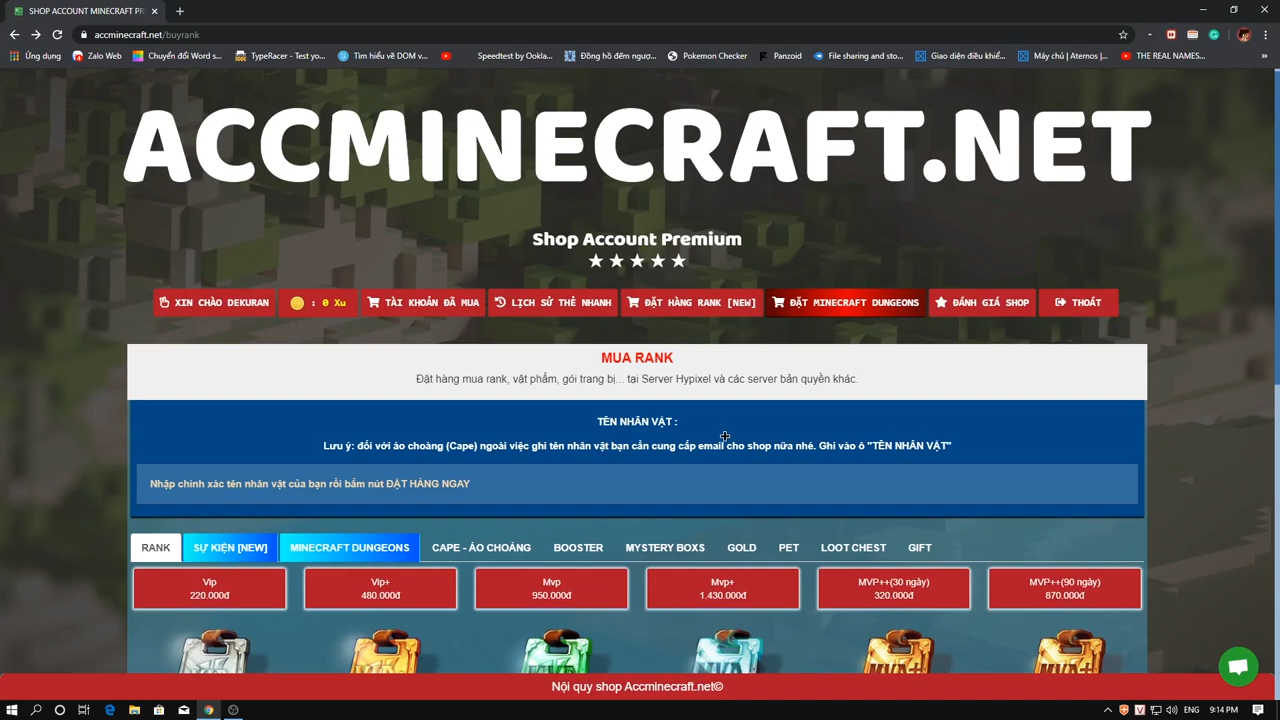 SHOP ACCOUNT MINECRAFT PRE
accminecraft.net/buyrank
Ứng dụng Zalo Web Chuyển đổi Word s... TypeRacer - Test yo... Tìm hiểu về DOM v... Speedtest by Ookla... Đồng hồ đếm ngượ... Pokemon Checker Panzoid File sharing and sto... Giao diện điều khiể... Máy chủ | Aternos |... THE REAL NAMES... »
ACCMINECRAFT.NET
Shop Account Premium
★ ★ ★ ★ ★
XIN CHÀO DEKURAN : 0 Xu TÀI KHOẢN ĐÃ MUA LỊCH SỬ THẺ NHANH ĐẶT HÀNG RANK [NEW] ĐẶT MINECRAFT DUNGEONS ĐÁNH GIÁ SHOP THOÁT
MUA RANK
Đặt hàng mua rank, vật phẩm, gói trang bị... tại Server Hypixel và các server bản quyền khác.
TÊN NHÂN VẬT :
Lưu ý: đối với áo choàng (Cape) ngoài việc ghi tên nhân vật bạn cần cung cấp email cho shop nữa nhé. Ghi vào ô "TÊN NHÂN VẬT"
Nhập chính xác tên nhân vật của bạn rồi bấm nút ĐẶT HÀNG NGAY
RANK SỰ KIỆN [NEW] MINECRAFT DUNGEONS CAPE - ÁO CHOÀNG BOOSTER MYSTERY BOXS GOLD PET LOOT CHEST GIFT
Vip Vip+ Mvp Mvp+ MVP++(30 ngày) MVP++(90 ngày)
220.000đ 480.000đ 950.000đ 1.430.000đ 320.000đ 870.000đ
Nội quy shop Accminecraft.net©
ENG 9:14 PM